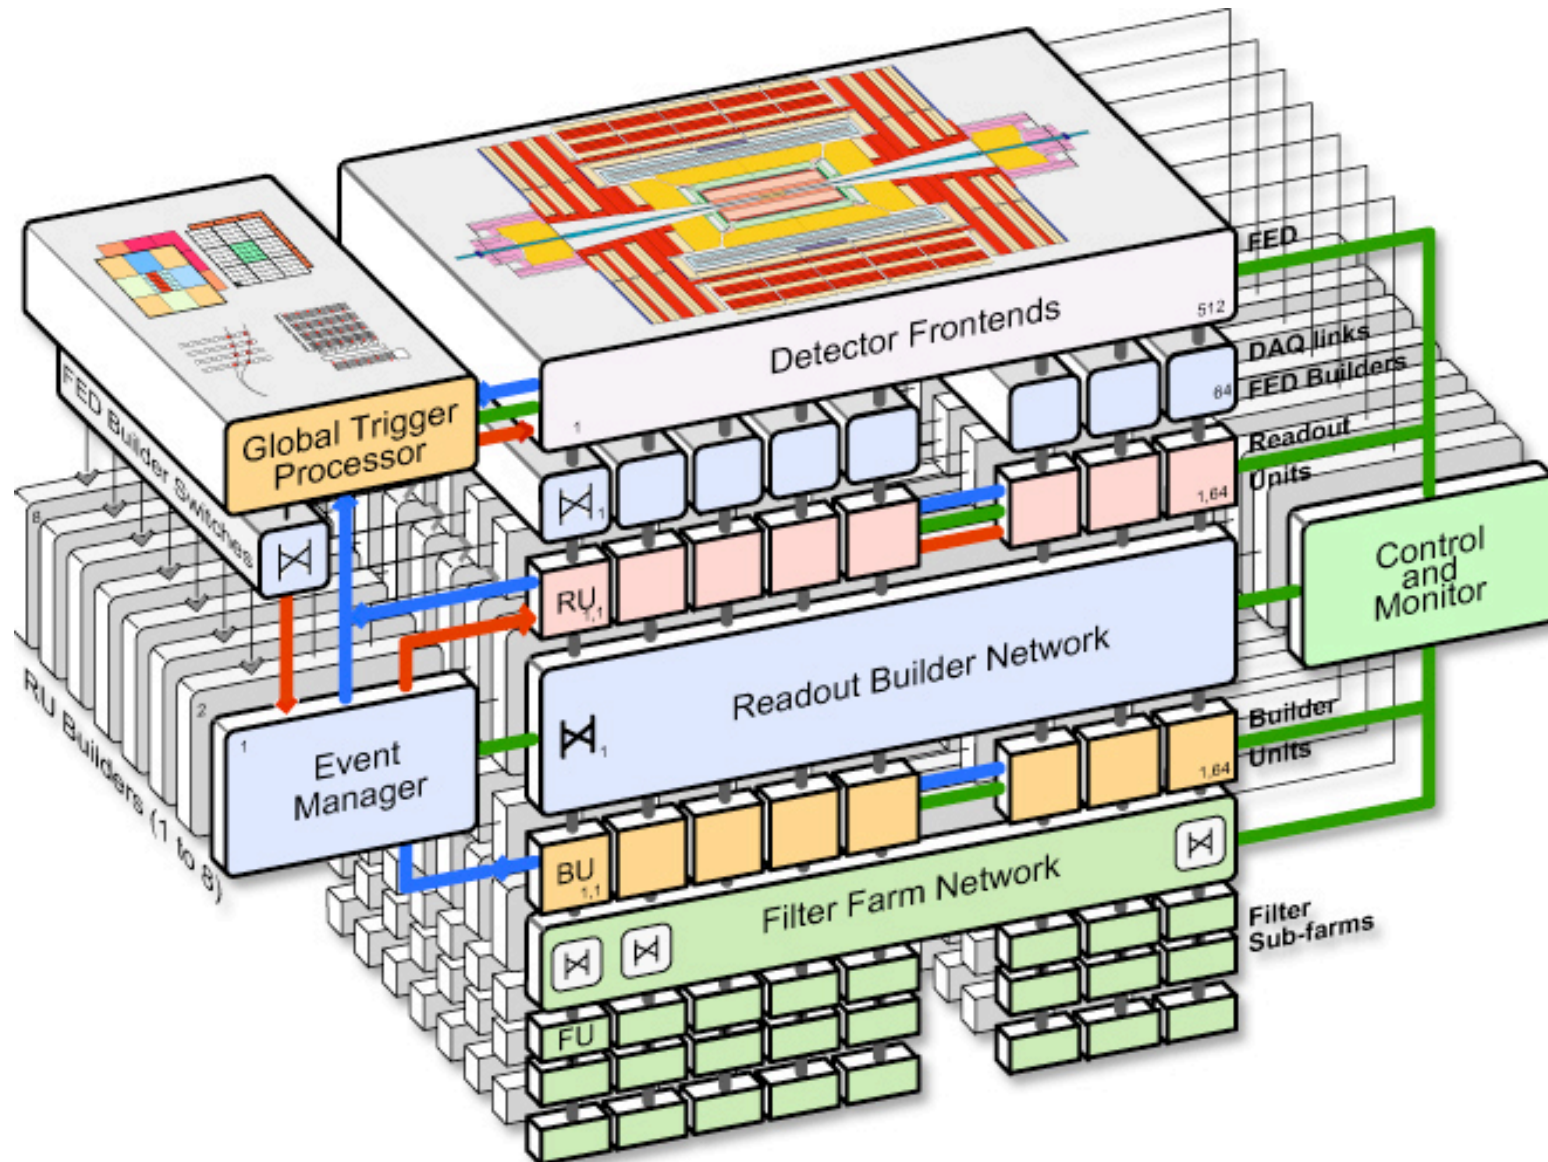 FED
512
Detector Frontends
1
DAQ links
FED Builders
64
Global Trigger
Processor
FED Builder Switches
1
Readout
Units
1,64
8
RU
1,1
Control
and
Monitor
Readout Builder Network
1
2
1
Event
Manager
RU Builders (1 to 8)
Builder
Units
1,64
BU
1,1
Filter Farm Network
Filter
Sub-farms
FU